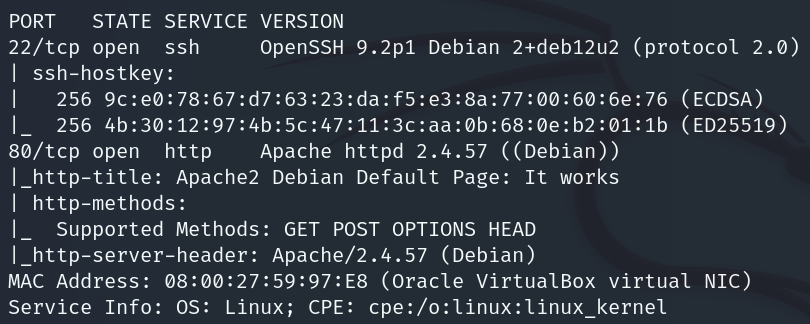 PORT   STATE SERVICE VERSION
22/tcp open  ssh     OpenSSH 9.2p1 Debian 2+deb12u2 (protocol 2.0)
| ssh-hostkey:
|   256 9c:e0:78:67:d7:63:23:da:f5:e3:8a:77:00:60:6e:76 (ECDSA)
|_  256 4b:30:12:97:4b:5c:47:11:3c:aa:0b:68:0e:b2:01:1b (ED25519)
80/tcp open  http    Apache httpd 2.4.57 ((Debian))
|_http-title: Apache2 Debian Default Page: It works
| http-methods:
|_  Supported Methods: GET POST OPTIONS HEAD
|_http-server-header: Apache/2.4.57 (Debian)
MAC Address: 08:00:27:59:97:E8 (Oracle VirtualBox virtual NIC)
Service Info: OS: Linux; CPE: cpe:/o:linux:linux_kernel